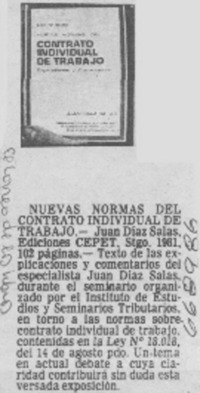 CONTRATO
INDIVIDUAL
DE TRABAJO
NUEVAS NORMAS DEL
CONTRATO INDIVIDUAL DE
TRABAJO.— Juan Díaz Salas,
Ediciones CEPET, Stgo. 1981,
102 páginas.— Texto de las ex-
plicaciones y comentarios del
especialista Juan Díaz Salas,
durante el seminario organi-
zado por el Instituto de Estu-
dios y Seminarios Tributarios,
en torno a las normas sobre
contrato individual de trabajo,
contenidas en la Ley Nº 18.018,
del 14 de agosto pdo. Un tema
en actual debate a cuya cla-
ridad contribuirá sin duda esta
versada exposición.